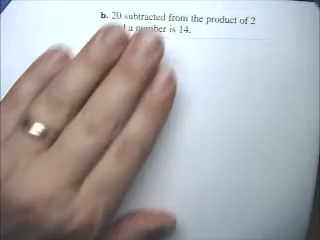 b. 20 subtracted from the product of 2
a number is 14.